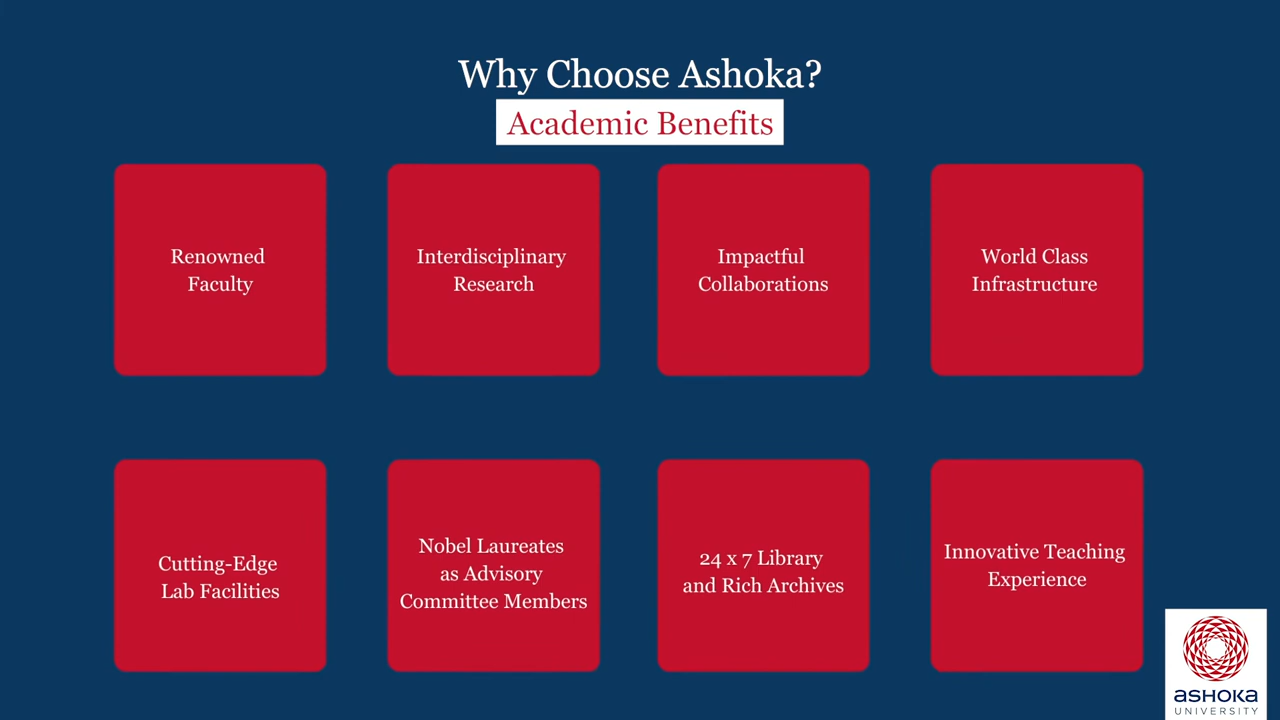 Why Choose Ashoka?
Academic Benefits
Renowned
Faculty
Interdisciplinary
Research
Impactful
Collaborations
World Class
Infrastructure
Cutting-Edge
Lab Facilities
Nobel Laureates
as Advisory
Committee Members
24 x 7 Library
and Rich Archives
Innovative Teaching
Experience
ASHOKA
UNIVERSITY